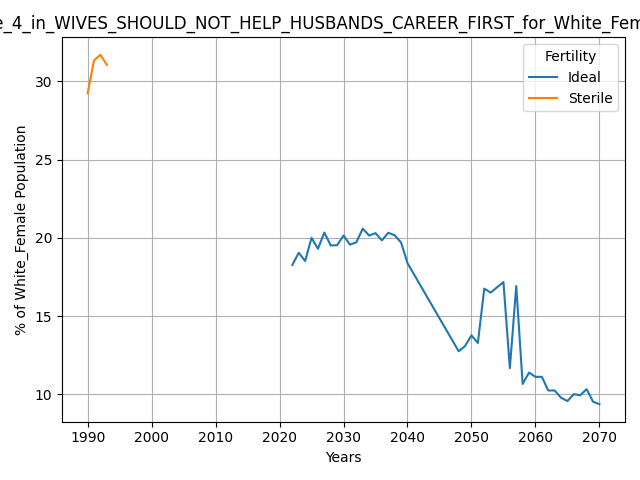 e_4_in_WIVES_SHOULD_NOT_HELP_HUSBANDS_CAREER_FIRST_for_White_Fem
Fertility
Ideal
Sterile
% of White_Female Population
30
25
20
15
10
1990 2000 2010 2020 2030 2040 2050 2060 2070
Years